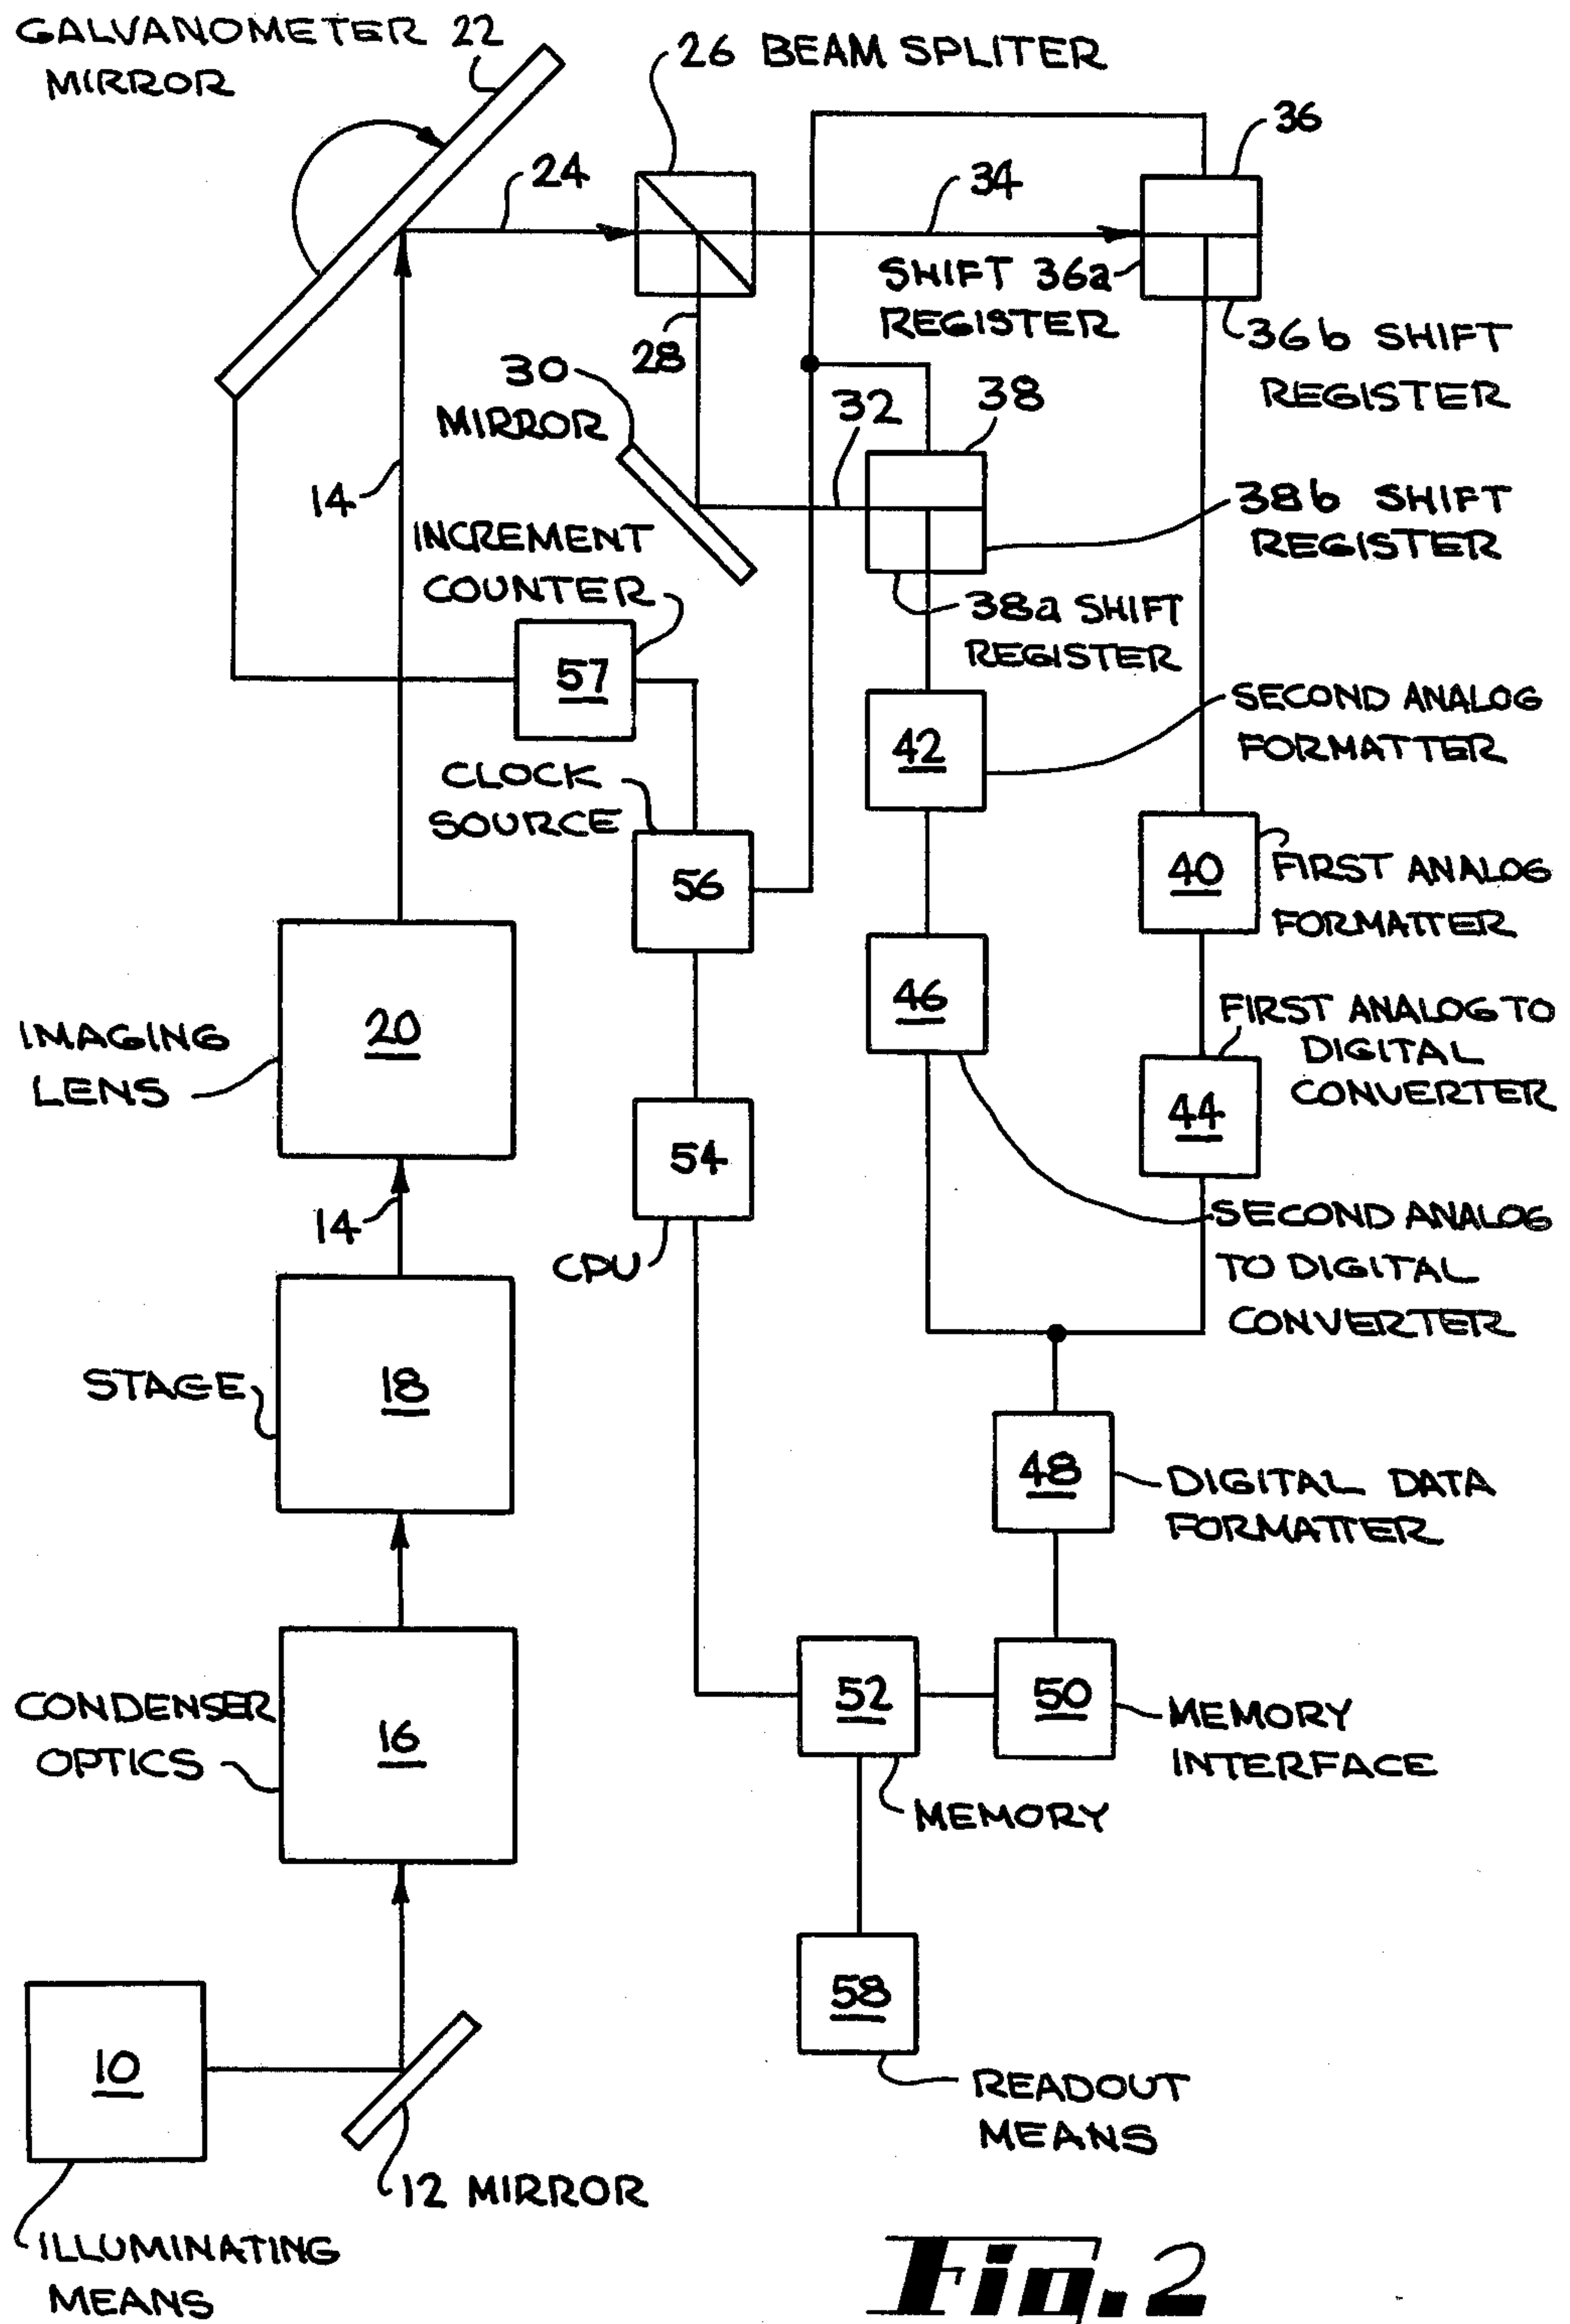 GALVANOMETER 22
MIRROR
26 BEAM SPLITER
36
24
34
SHIFT 36a
REGISTER
36b SHIFT
REGISTER
28
30
MIRROR
32
38
14
38b SHIFT
REGISTER
INCREMENT
COUNTER
38a SHIFT
REGISTER
57
SECOND ANALOG
FORMATTER
42
CLOCK
SOURCE
56
40
FIRST ANALOG
FORMATTER
46
20
IMAGING
LENS
FIRST ANALOG TO
DIGITAL
CONVERTER
44
54
14
CPU
SECOND ANALOG
TO DIGITAL
CONVERTER
STAGE
18
48
DIGITAL DATA
FORMATTER
CONDENSER
OPTICS
16
52
50
MEMORY
INTERFACE
MEMORY
58
10
READOUT
MEANS
12 MIRROR
ILLUMINATING
MEANS
Fig. 2